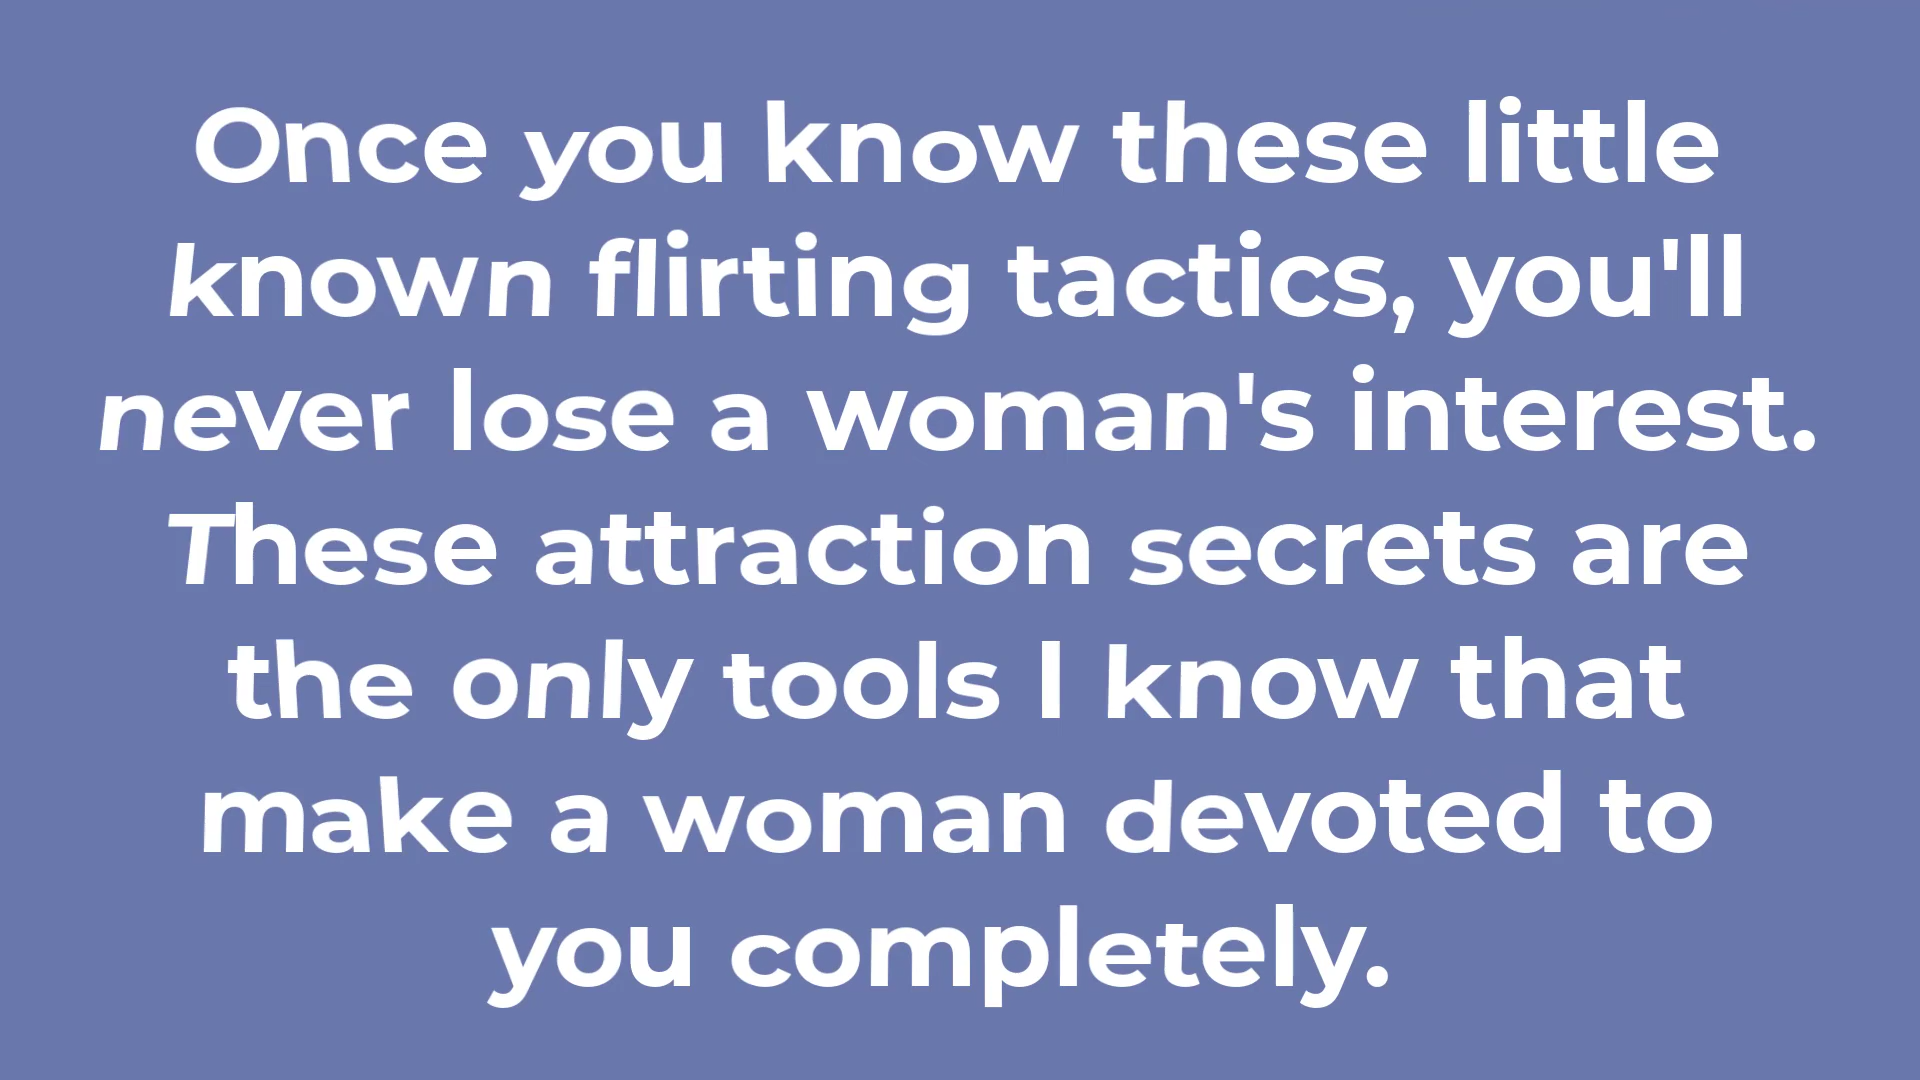 Once you know these little
known flirting tactics, you'll
never lose a woman's interest.
These attraction secrets are
the only tools I know that
make a woman devoted to
you completely.